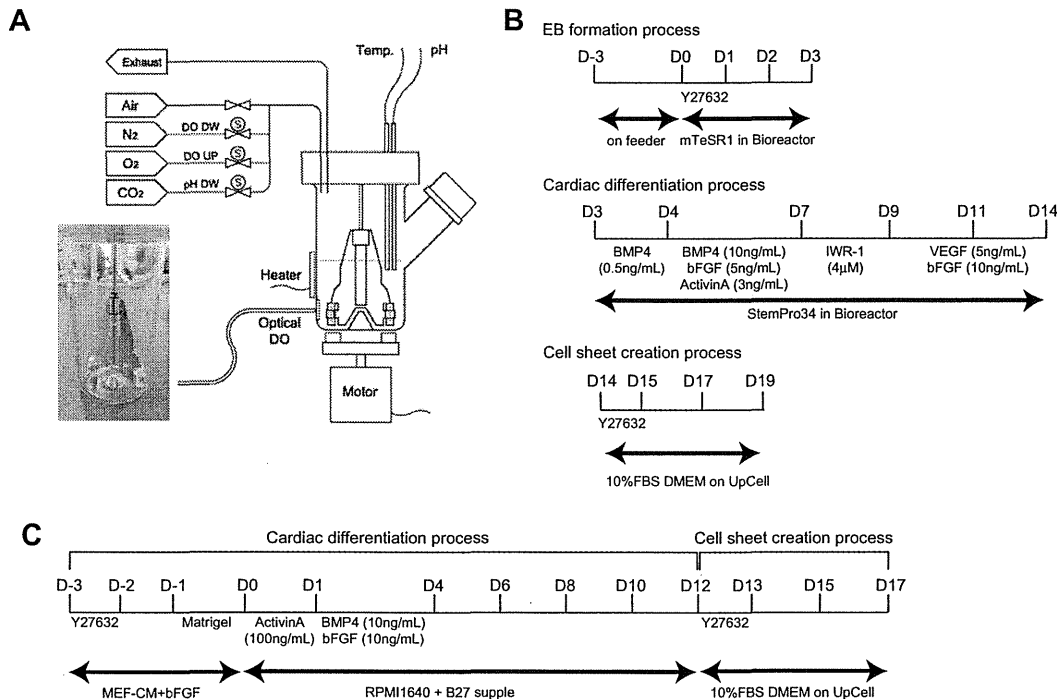 A
Exhaust
Air
N2
DO DW
S
O2
DO UP
S
CO2
pH DW
S
Temp.
pH
Heater
Optical
DO
Motor
B
EB formation process
D-3 D0 D1 D2 D3
Y27632
on feeder mTeSR1 in Bioreactor
Cardiac differentiation process
D3 D4 D7 D9 D11 D14
BMP4 BMP4 (10ng/mL) IWR-1 VEGF (5ng/mL)
(0.5ng/mL) bFGF (5ng/mL) (4μM) bFGF (10ng/mL)
ActivinA (3ng/mL)
StemPro34 in Bioreactor
Cell sheet creation process
D14 D15 D17 D19
Y27632
10%FBS DMEM on UpCell
C
Cardiac differentiation process Cell sheet creation process
D-3 D-2 D-1 D0 D1 D4 D6 D8 D10 D12 D13 D15 D17
Y27632 Matrigel ActivinA BMP4 (10ng/mL) Y27632
(100ng/mL) bFGF (10ng/mL)
MEF-CM+bFGF RPMI1640 + B27 supple 10%FBS DMEM on UpCell